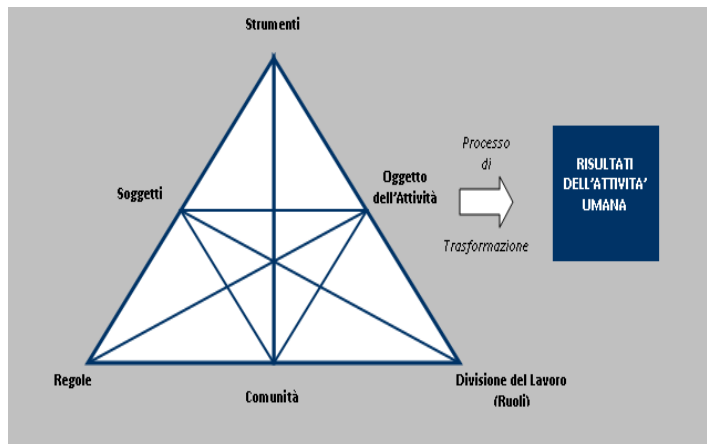 Strumenti
Soggetti
Oggetto
dell'Attività
Processo
di
Trasformazione
RISULTATI
DELL'ATTIVITA'
UMANA
Regole
Comunità
Divisione del Lavoro
(Ruoli)